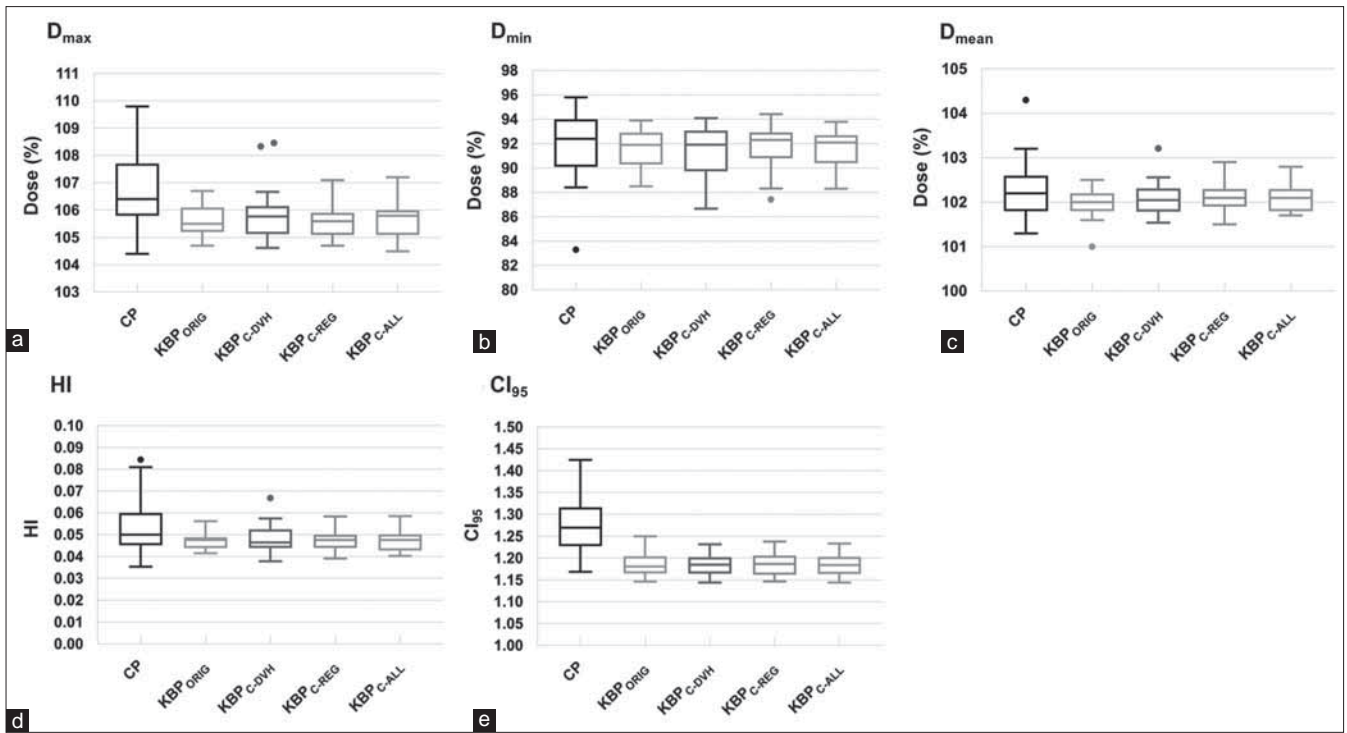 Dmax
Dose (%)
111
110
109
108
107
106
105
104
103
CP
KBPORIG
KBPC-DVH
KBPC-REG
KBPC-ALL
a
Dmin
Dose (%)
98
96
94
92
90
88
86
84
82
80
CP
KBPORIG
KBPC-DVH
KBPC-REG
KBPC-ALL
b
Dmean
Dose (%)
105
104
103
102
101
100
CP
KBPORIG
KBPC-DVH
KBPC-REG
KBPC-ALL
c
HI
HI
0.10
0.09
0.08
0.07
0.06
0.05
0.04
0.03
0.02
0.01
0.00
CP
KBPORIG
KBPC-DVH
KBPC-REG
KBPC-ALL
d
CI95
CI95
1.50
1.45
1.40
1.35
1.30
1.25
1.20
1.15
1.10
1.05
1.00
CP
KBPORIG
KBPC-DVH
KBPC-REG
KBPC-ALL
e